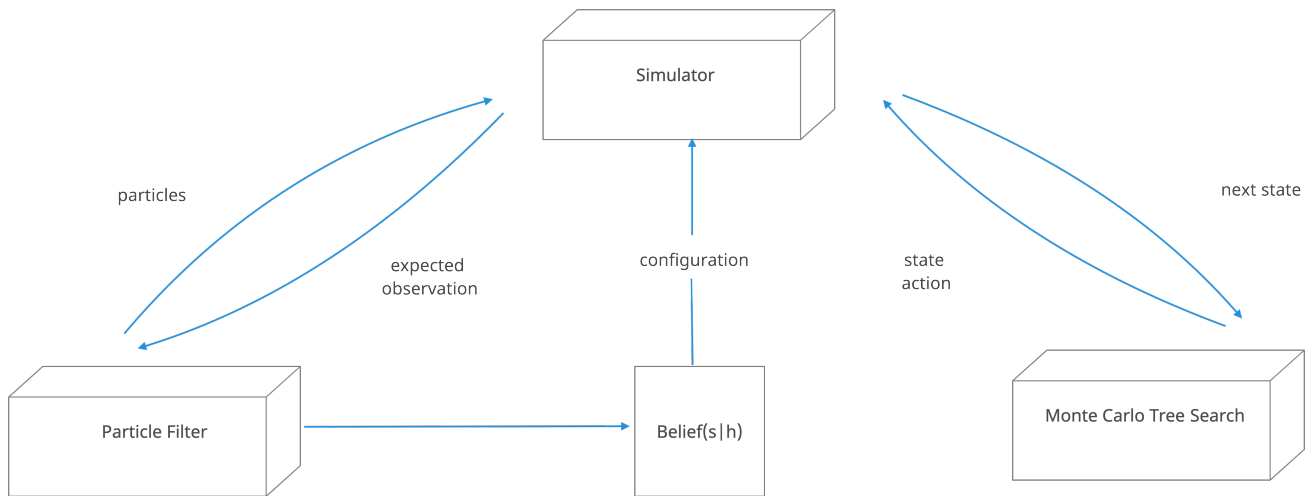 Simulator
particles
next state
expected
observation
configuration
state
action
Particle Filter
Belief(s|h)
Monte Carlo Tree Search